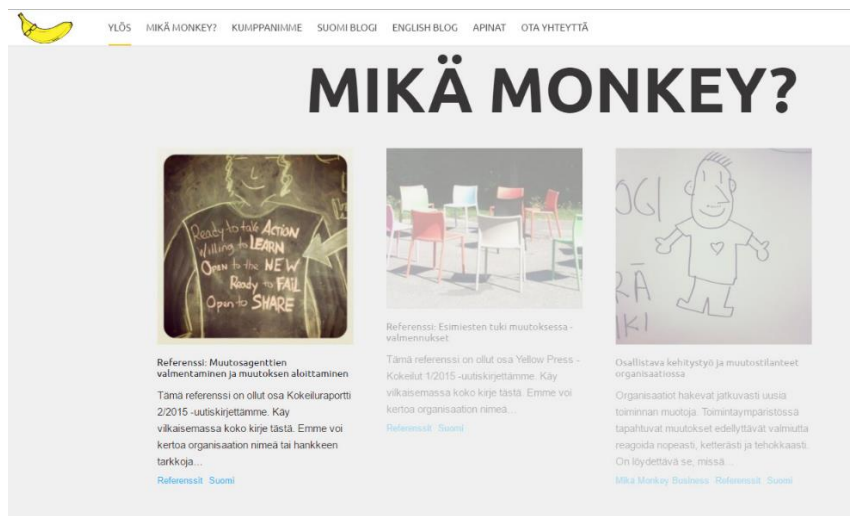 YLÖS MIKÄ MONKEY? KUMPPANIMME SUOMI BLOGI ENGLISH BLOG APINAT OTA YHTEYTTÄ
MIKÄ MONKEY?
Ready to take ACTION
Willing to LEARN
OPEN to the NEW
Ready to FAIL
Open to SHARE
Referenssi: Muutosagenttien
valmentaminen ja muutoksen aloittaminen
Tämä referenssi on ollut osa Kokeiluraportti
2/2015 -uutiskirjettämme. Käy
vilkaisemassa koko kirje tästä. Emme voi
kertoa organisaation nimeä tai hankkeen
tarkkoja...
Referenssit Suomi
Referenssi: Esimiesten tuki muutoksessa -
valmennukset
Tämä referenssi on ollut osa Yellow Press -
Kokeilut 1/2015 -uutiskirjettämme. Käy
vilkaisemassa koko kirje tästä. Emme voi
kertoa organisaation nimeä...
Referenssit Suomi
OGI
RÄ
IKI
Osallistava kehitystyö ja muutostilanteet
organisaatiossa
Organisaatiot hakevat jatkuvasti uusia
toiminnan muotoja. Toimintaympäristössä
tapahtuvat muutokset edellyttävät valmiutta
reagoida nopeasti, ketterästi ja tehokkaasti.
On löydettävä se, missä...
Mika Monkey Business Referenssit Suomi